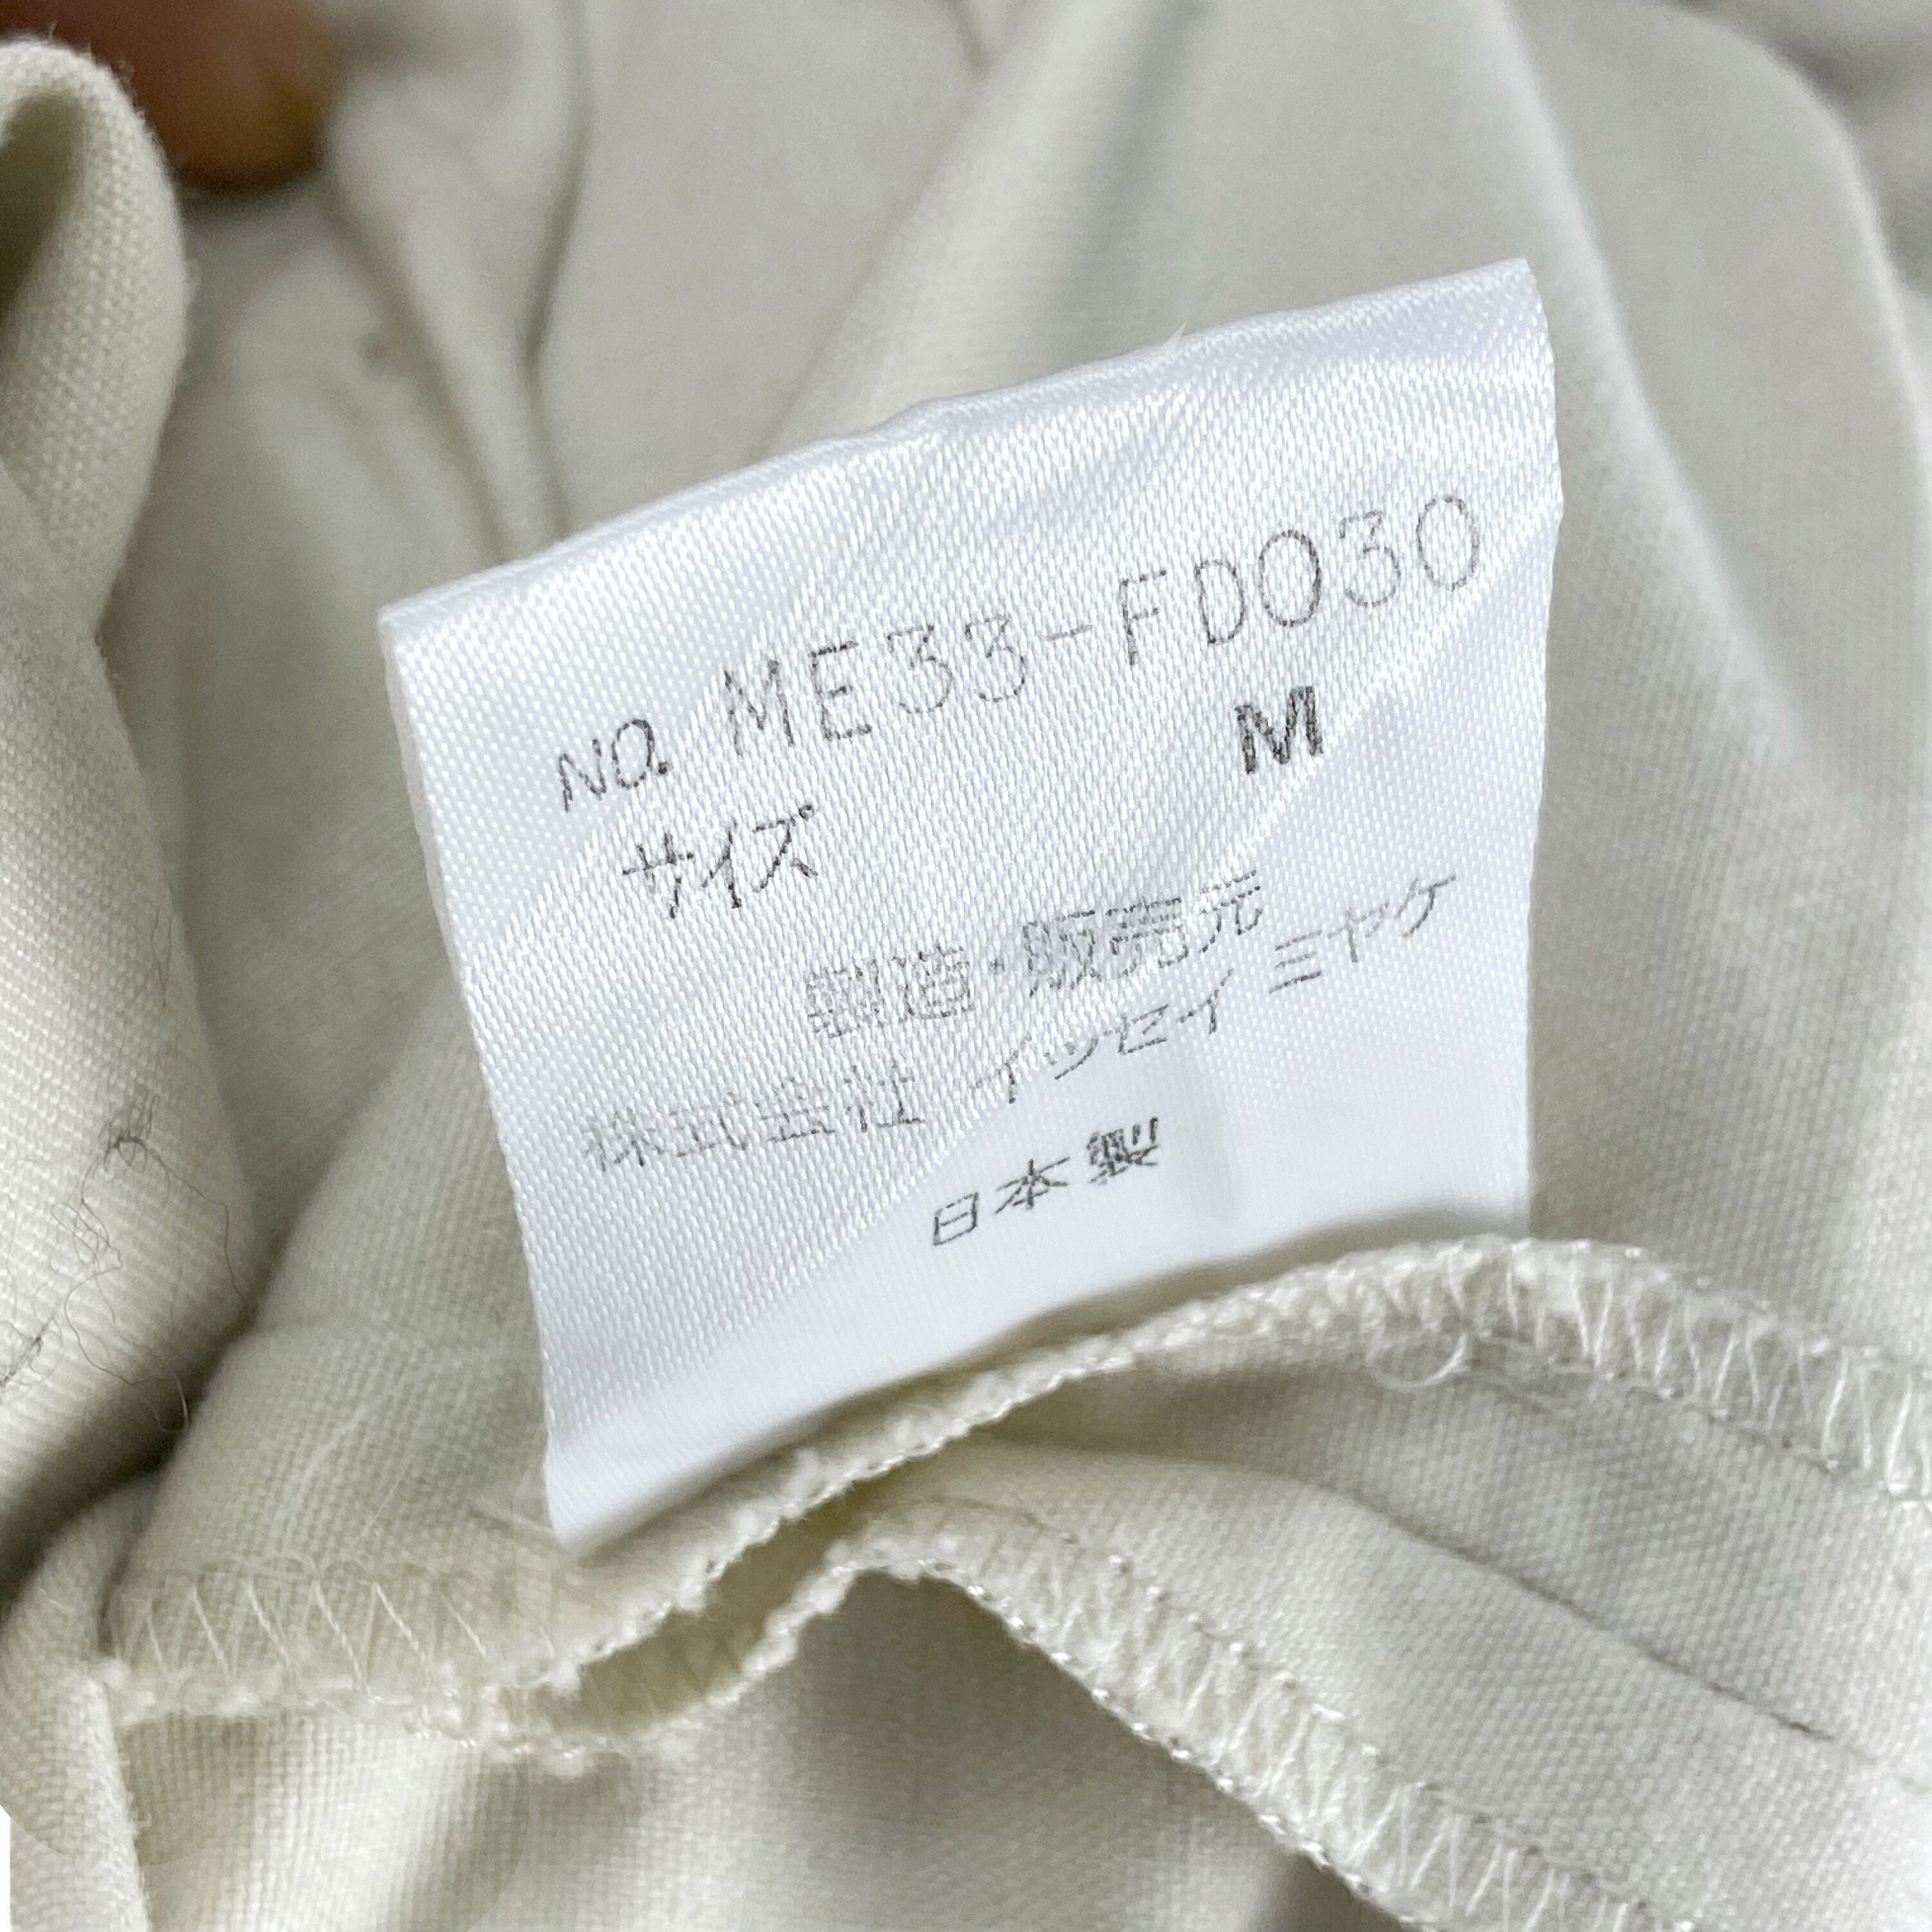 NO. ME33-FD030
サイズ M
製造・販売元
株式会社 イッセイ ミヤケ
日本製